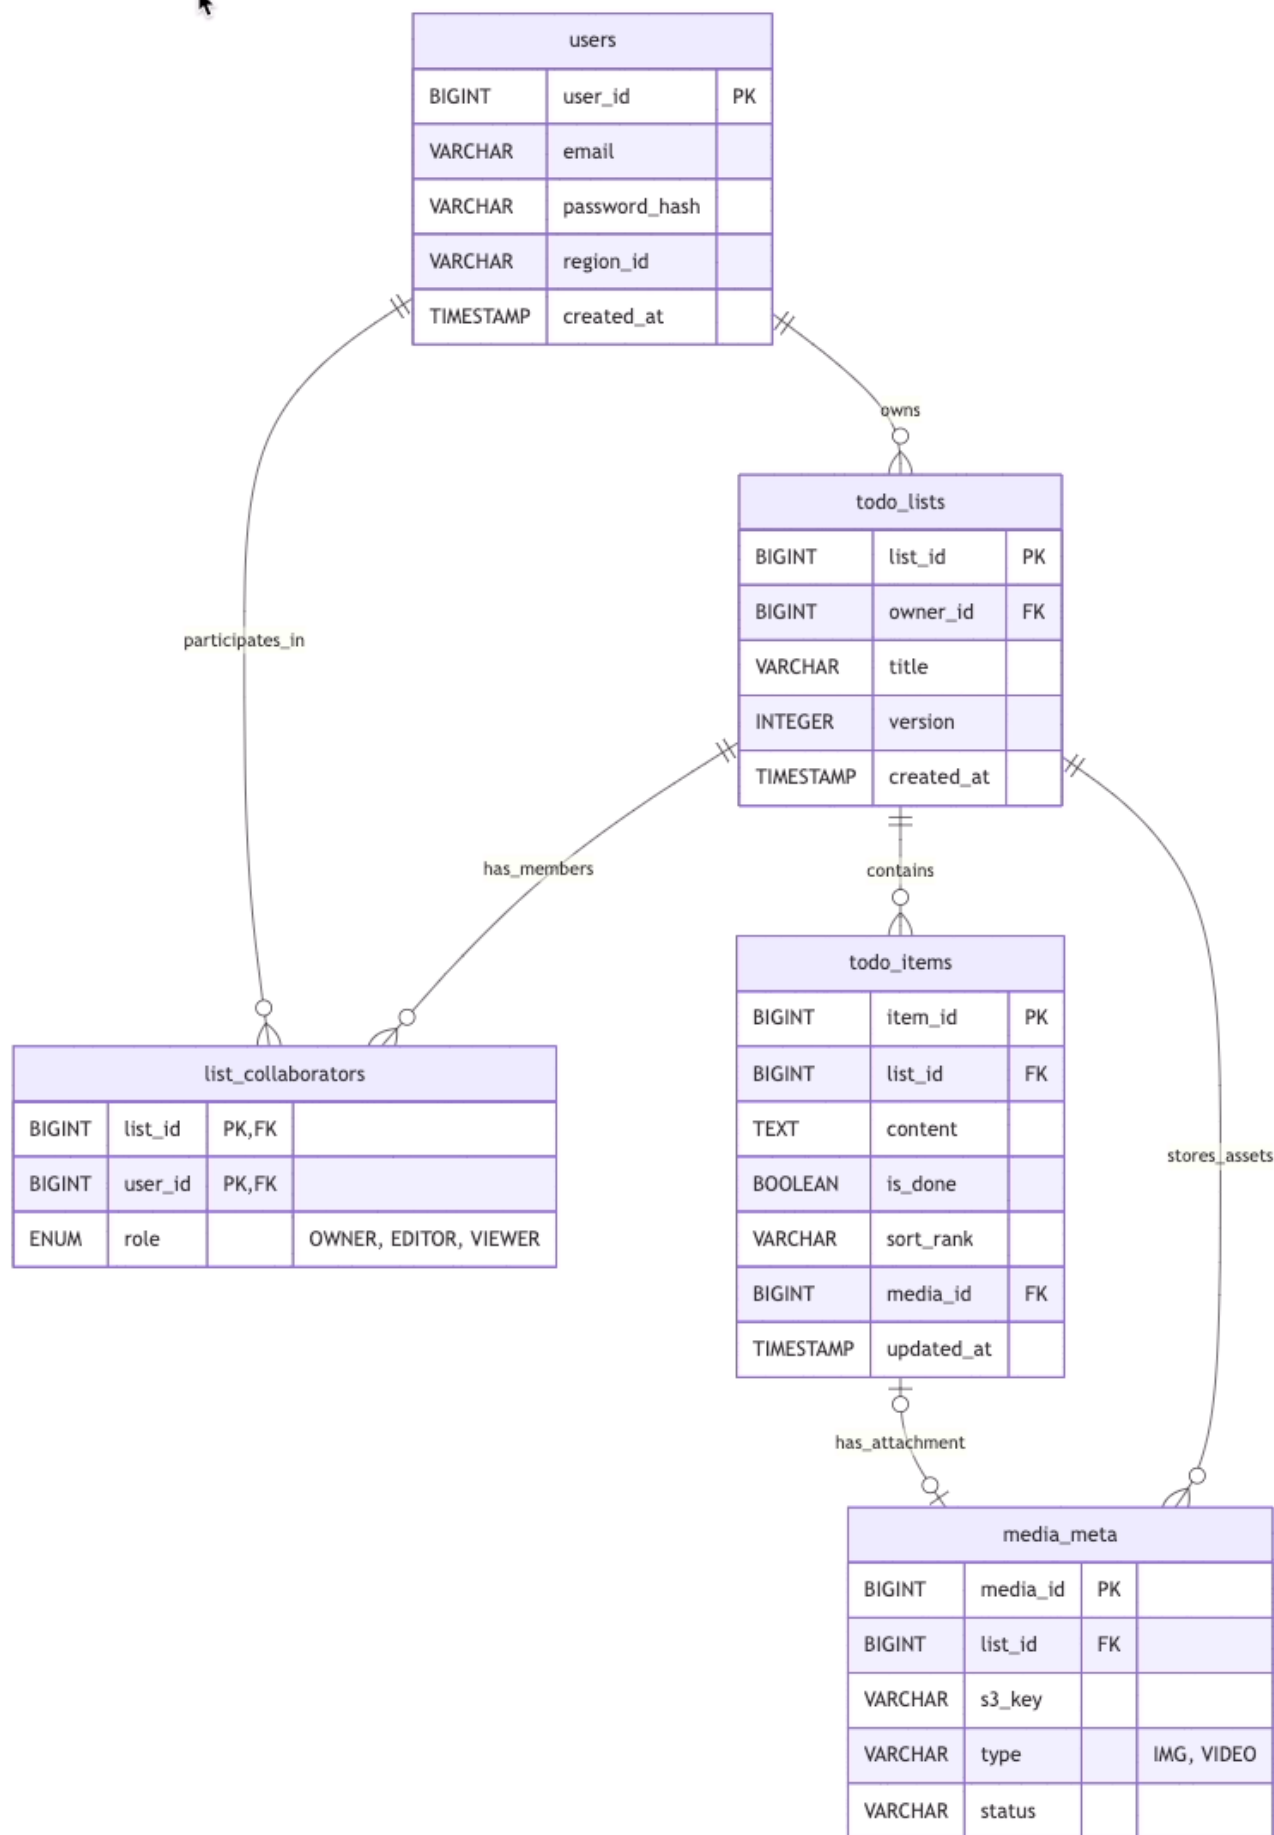 users
BIGINT user_id PK
VARCHAR email
VARCHAR password_hash
VARCHAR region_id
TIMESTAMP created_at
owns
todo_lists
BIGINT list_id PK
BIGINT owner_id FK
VARCHAR title
INTEGER version
TIMESTAMP created_at
participates_in
has_members
contains
list_collaborators
BIGINT list_id PK,FK
BIGINT user_id PK,FK
ENUM role OWNER, EDITOR, VIEWER
todo_items
BIGINT item_id PK
BIGINT list_id FK
TEXT content
BOOLEAN is_done
VARCHAR sort_rank
BIGINT media_id FK
TIMESTAMP updated_at
stores_assets
has_attachment
media_meta
BIGINT media_id PK
BIGINT list_id FK
VARCHAR s3_key
VARCHAR type IMG, VIDEO
VARCHAR status